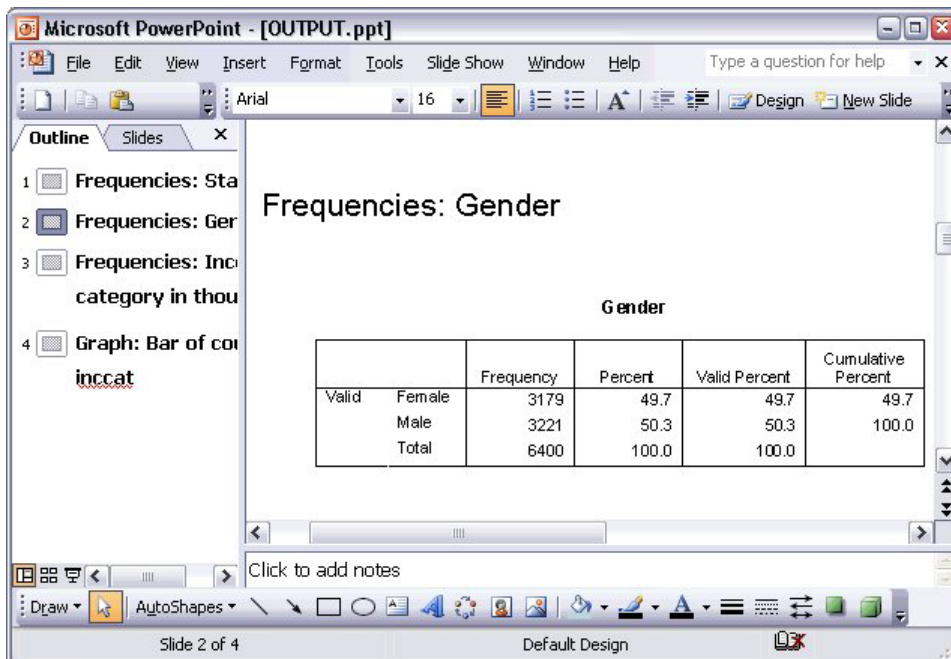 Microsoft PowerPoint - [OUTPUT.ppt]
File Edit View Insert Format Tools Slide Show Window Help Type a question for help
Arial 16 Design New Slide
Outline Slides
1 Frequencies: Sta
2 Frequencies: Ger
3 Frequencies: Inc
category in thou
4 Graph: Bar of cou
inccat
Frequencies: Gender
Gender
Frequency Percent Valid Percent Cumulative Percent
Valid Female 3179 49.7 49.7 49.7
Male 3221 50.3 50.3 100.0
Total 6400 100.0 100.0
Click to add notes
Draw AutoShapes
Slide 2 of 4 Default Design